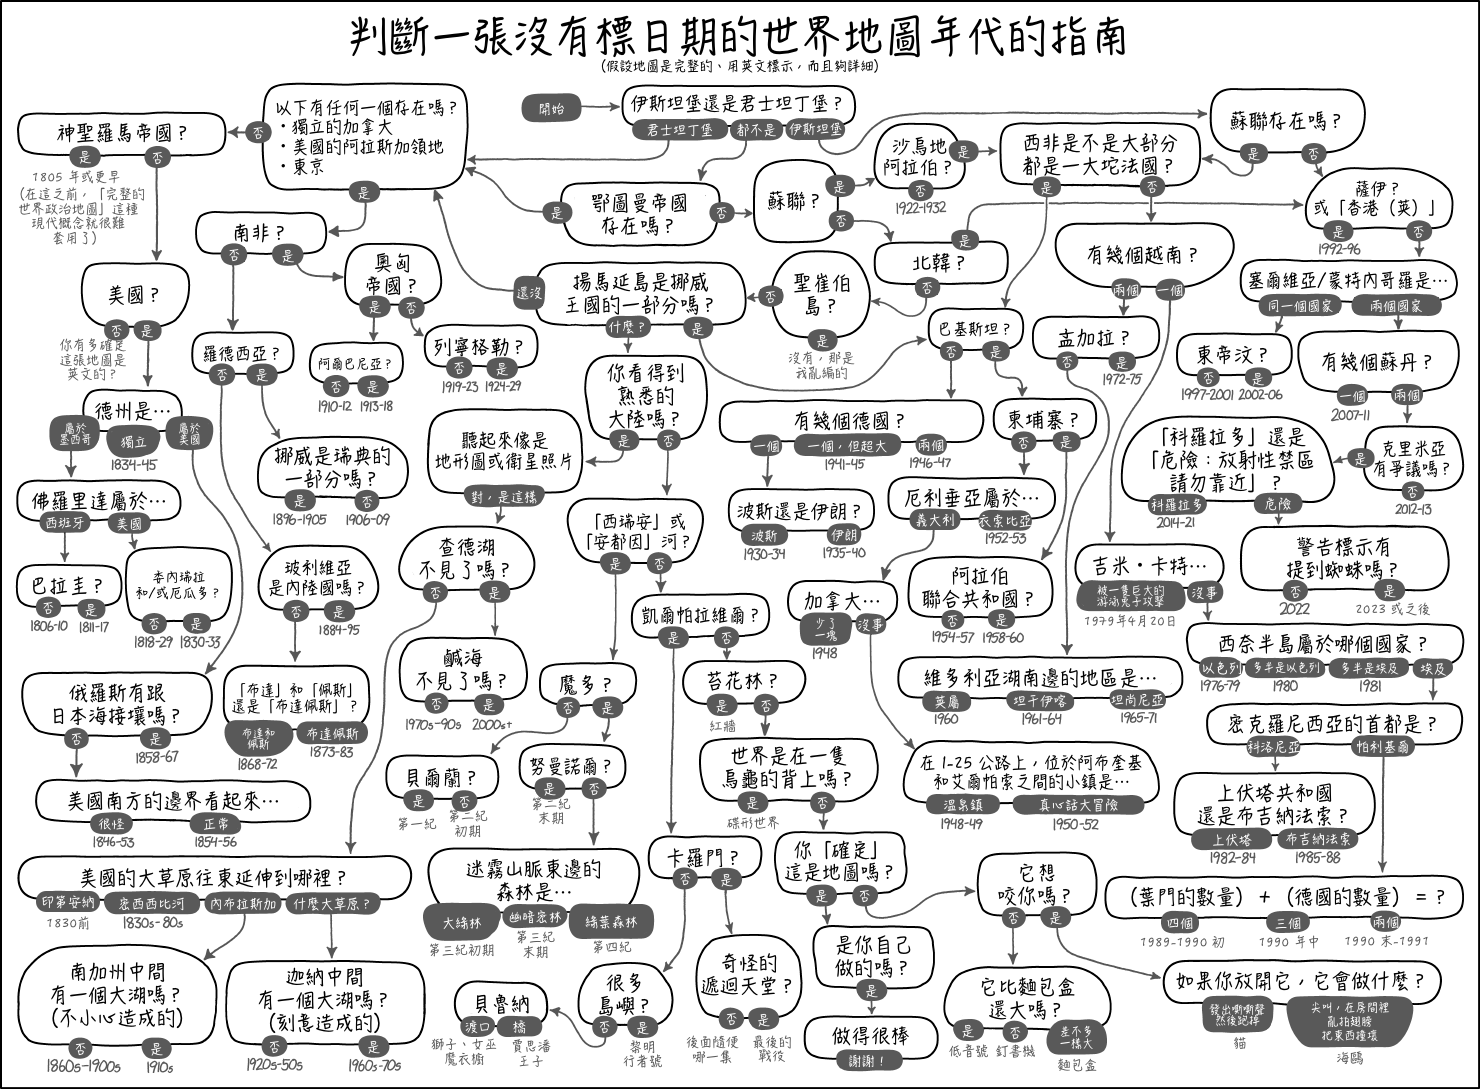 判斷一張沒有標日期的世界地圖年代的指南
(假設地圖是完整的、用英文標示，而且夠詳細)
開始
伊斯坦堡還是君士坦丁堡？
君士坦丁堡
都不是
伊斯坦堡
以下有任何一個存在嗎？
・獨立的加拿大
・美國的阿拉斯加領地
・東京
否
是
神聖羅馬帝國？
是
否
1805 年或更早
(在這之前，「完整的
世界政治地圖」這種
現代概念就很難
套用了)
美國？
否
是
你有多確定
這張地圖是
英文的？
德州是…
屬於
墨西哥
獨立
屬於
美國
1834-45
佛羅里達屬於…
西班牙
美國
巴拉圭？
否
是
1806-10
1811-17
委內瑞拉
和/或厄瓜多？
否
是
1818-29
1830-33
南非？
否
是
奧匈
帝國？
是
否
阿爾巴尼亞？
否
是
1910-12
1913-18
列寧格勒？
否
是
1919-23
1924-29
羅德西亞？
否
是
挪威是瑞典的
一部分嗎？
是
否
1896-1905
1906-09
玻利維亞
是內陸國嗎？
否
是
1884-95
「布達」和「佩斯」
還是「布達佩斯」？
布達和
佩斯
布達佩斯
1868-72
1873-83
俄羅斯有跟
日本海接壤嗎？
否
是
1858-67
美國南方的邊界看起來…
很怪
正常
1846-53
1854-56
鄂圖曼帝國
存在嗎？
是
否
蘇聯？
是
否
沙烏地
阿拉伯？
是
否
1922-1932
西非是不是大部分
都是一大坨法國？
是
否
蘇聯存在嗎？
是
否
薩伊？
或「香港（英）」
是
否
1992-96
北韓？
是
否
聖崔伯
島？
否
是
沒有，那是
我亂編的
揚馬延島是挪威
王國的一部分嗎？
還沒
什麼？
是
巴基斯坦？
否
是
有幾個德國？
一個
一個，但超大
兩個
1941-45
1946-47
波斯還是伊朗？
波斯
伊朗
1930-34
1935-40
柬埔寨？
否
是
厄利垂亞屬於…
義大利
衣索比亞
1952-53
加拿大…
少了
一塊
沒事
1948
阿拉伯
聯合共和國？
否
是
1954-57
1958-60
維多利亞湖南邊的地區是…
英屬
坦干伊喀
坦尚尼亞
1960
1961-64
1965-71
在 I-25 公路上，位於阿布奎基
和艾爾帕索之間的小鎮是…
溫泉鎮
真心話大冒險
1948-49
1950-52
有幾個越南？
兩個
一個
孟加拉？
否
是
1972-75
吉米・卡特…
被一隻巨大的
游泳兔子攻擊
沒事
1979年4月20日
西奈半島屬於哪個國家？
以色列
多半是以色列
多半是埃及
埃及
1976-79
1980
1981
密克羅尼西亞的首都是？
科洛尼亞
帕利基爾
上伏塔共和國
還是布吉納法索？
上伏塔
布吉納法索
1982-84
1985-88
(葉門的數量) + (德國的數量) = ?
四個
三個
兩個
1989-1990 初
1990 年中
1990 末-1991
塞爾維亞/蒙特內哥羅是…
同一個國家
兩個國家
東帝汶？
否
是
1997-2001
2002-06
有幾個蘇丹？
一個
兩個
2007-11
克里米亞
有爭議嗎？
是
否
2012-13
「科羅拉多」還是
「危險：放射性禁區
請勿靠近」？
科羅拉多
危險
2014-21
警告標示有
提到蜘蛛嗎？
否
是
2022
2023 或之後
你看得到
熟悉的
大陸嗎？
是
否
聽起來像是
地形圖或衛星照片
對，是這樣
查德湖
不見了嗎？
否
是
鹹海
不見了嗎？
否
是
1970s-90s
2000s+
美國的大草原往東延伸到哪裡？
印第安納
密西西比河
內布拉斯加
什麼大草原？
1830前
1830s-80s
南加州中間
有一個大湖嗎？
(不小心造成的)
否
是
1860s-1900s
1910s
迦納中間
有一個大湖嗎？
(刻意造成的)
否
是
1920s-50s
1960s-70s
「西瑞安」或
「安都因」河？
是
否
魔多？
否
是
貝爾蘭？
是
否
第一紀
第二紀
初期
努曼諾爾？
是
否
第二紀
末期
迷霧山脈東邊的
森林是…
大綠林
幽暗密林
綠葉森林
第三紀初期
第三紀
末期
第四紀
凱爾帕拉維爾？
是
否
卡羅門？
否
是
很多
島嶼？
否
是
黎明
行者號
貝魯納
渡口
橋
獅子、女巫
魔衣櫥
賈思潘
王子
奇怪的
遞迴天堂？
否
是
後面隨便
哪一集
最後的
戰役
苔花林？
是
否
紅牆
世界是在一隻
烏龜的背上嗎？
是
否
碟形世界
你「確定」
這是地圖嗎？
是
否
是你自己
做的嗎？
是
做得很棒
謝謝！
它想
咬你嗎？
否
是
它比麵包盒
還大嗎？
是
否
差不多
一樣大
低音號
釘書機
麵包盒
如果你放開它，它會做什麼？
發出嘶嘶聲
然後跑掉
尖叫，在房間裡
亂拍翅膀
把東西撞壞
貓
海鷗